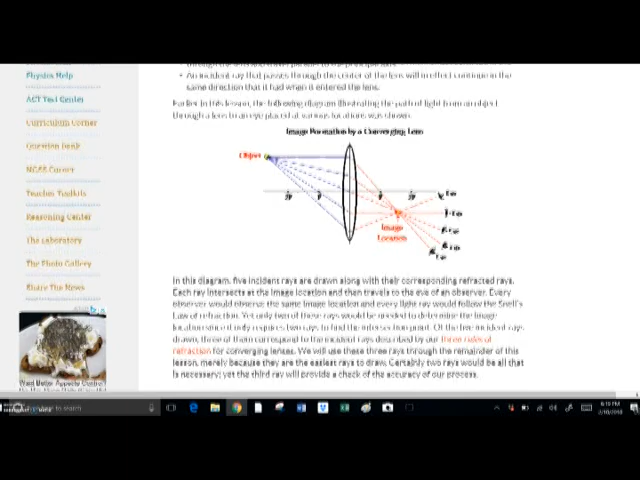 Physics Help
ACT Test Center
Curriculum Corner
Question Bank
NGSS Corner
Teacher Toolkits
Reasoning Center
The Laboratory
The Photo Gallery
Share The News
Want Better Appetite Control?
• An incident ray that passes through the center of the lens will in effect continue in the
same direction that it had when it entered the lens.
Earlier in this lesson, the following diagram illustrating the path of light from an object
through a lens to an eye placed at various locations was shown.
Image Formation by a Converging Lens
Object
2F
F
F
2F
Image
Location
In this diagram, five incident rays are drawn along with their corresponding refracted rays.
Each ray intersects at the image location and then travels to the eye of an observer. Every
observer would observe the same image location and every light ray would follow the Snell's
Law of refraction. Yet only two of these rays would be needed to determine the image
location since it only requires two rays to find the intersection point. Of the five incident rays
drawn, three of them correspond to the incident rays described by our three rules of
refraction for converging lenses. We will use these three rays through the remainder of this
lesson, merely because they are the easiest rays to draw. Certainly two rays would be all that
is necessary; yet the third ray will provide a check of the accuracy of our process.